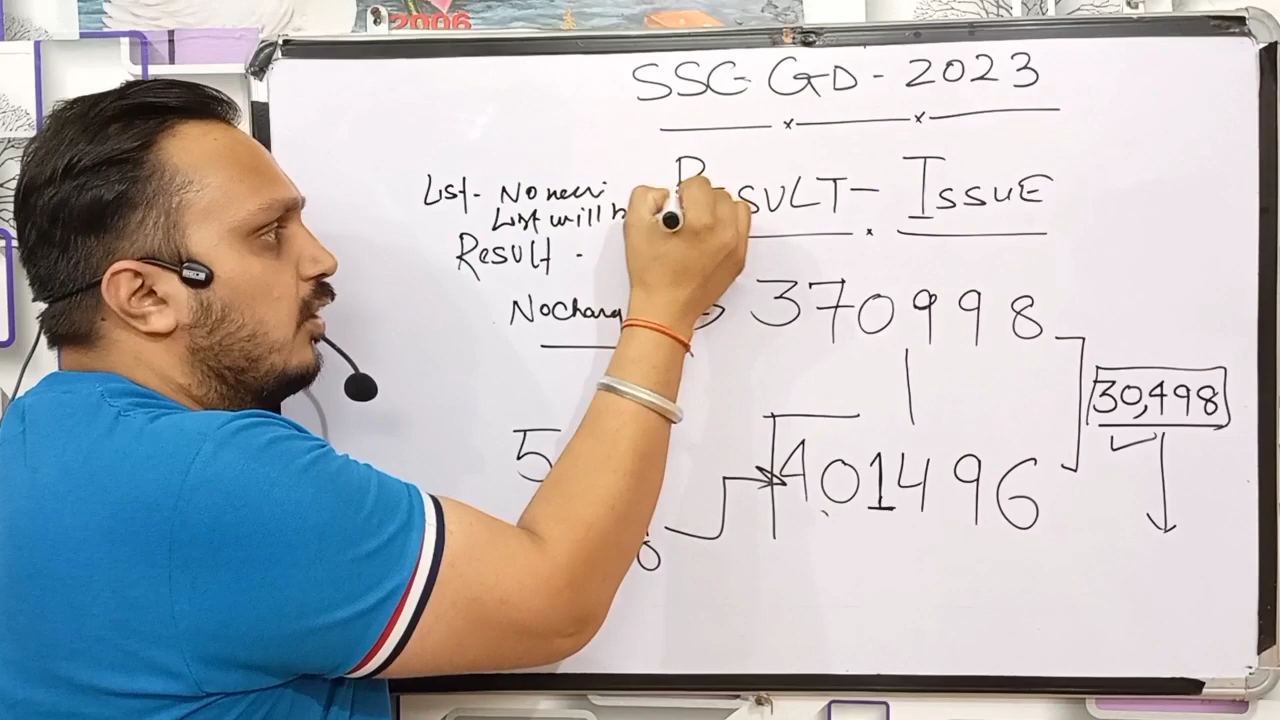 2006
SSC GD - 2023
RESULT - ISSUE
List - No new
List will b
Result -
No chang
370998
30,498
5
401496